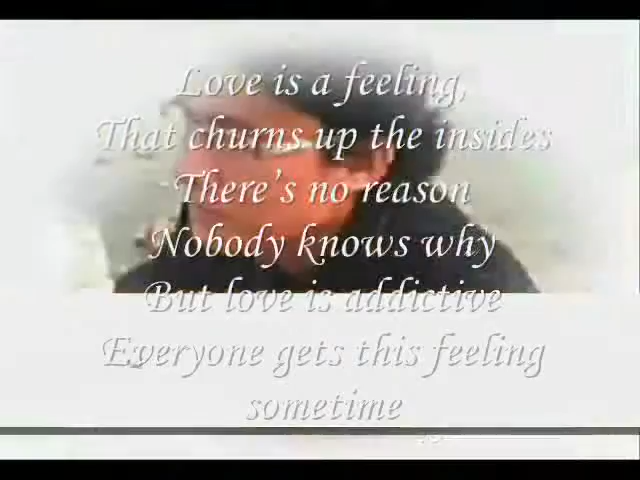 Love is a feeling,
That churns up the insides
There's no reason
Nobody knows why
But love is addictive
Everyone gets this feeling
sometime